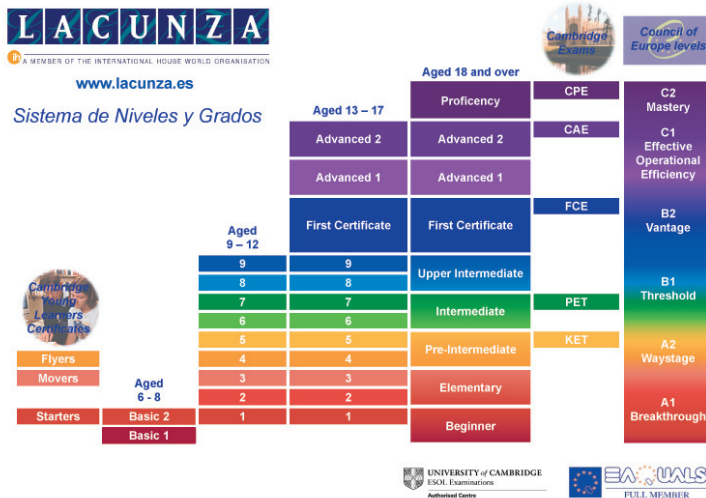 LACUNZA
ih A MEMBER OF THE INTERNATIONAL HOUSE WORLD ORGANISATION
www.lacunza.es
Sistema de Niveles y Grados
Cambridge
Exams
Council of
Europe levels
Aged 18 and over
Aged 13 – 17
Aged
9 – 12
Aged
6 - 8
Cambridge
Young
Learners
Certificates
Proficency CPE C2
Mastery
Advanced 2 Advanced 2 CAE C1
Effective
Operational
Efficiency
Advanced 1 Advanced 1
First Certificate First Certificate FCE B2
Vantage
9 9 Upper Intermediate
8 8 B1
Threshold
7 7 Intermediate PET
6 6
5 5 Pre-Intermediate KET A2
Waystage
Flyers 4 4
Movers 3 3 Elementary
2 2 A1
Breakthrough
Starters Basic 2 1 1 Beginner
Basic 1
UNIVERSITY of CAMBRIDGE
ESOL Examinations
Authorised Centre
EAQUALS
FULL MEMBER